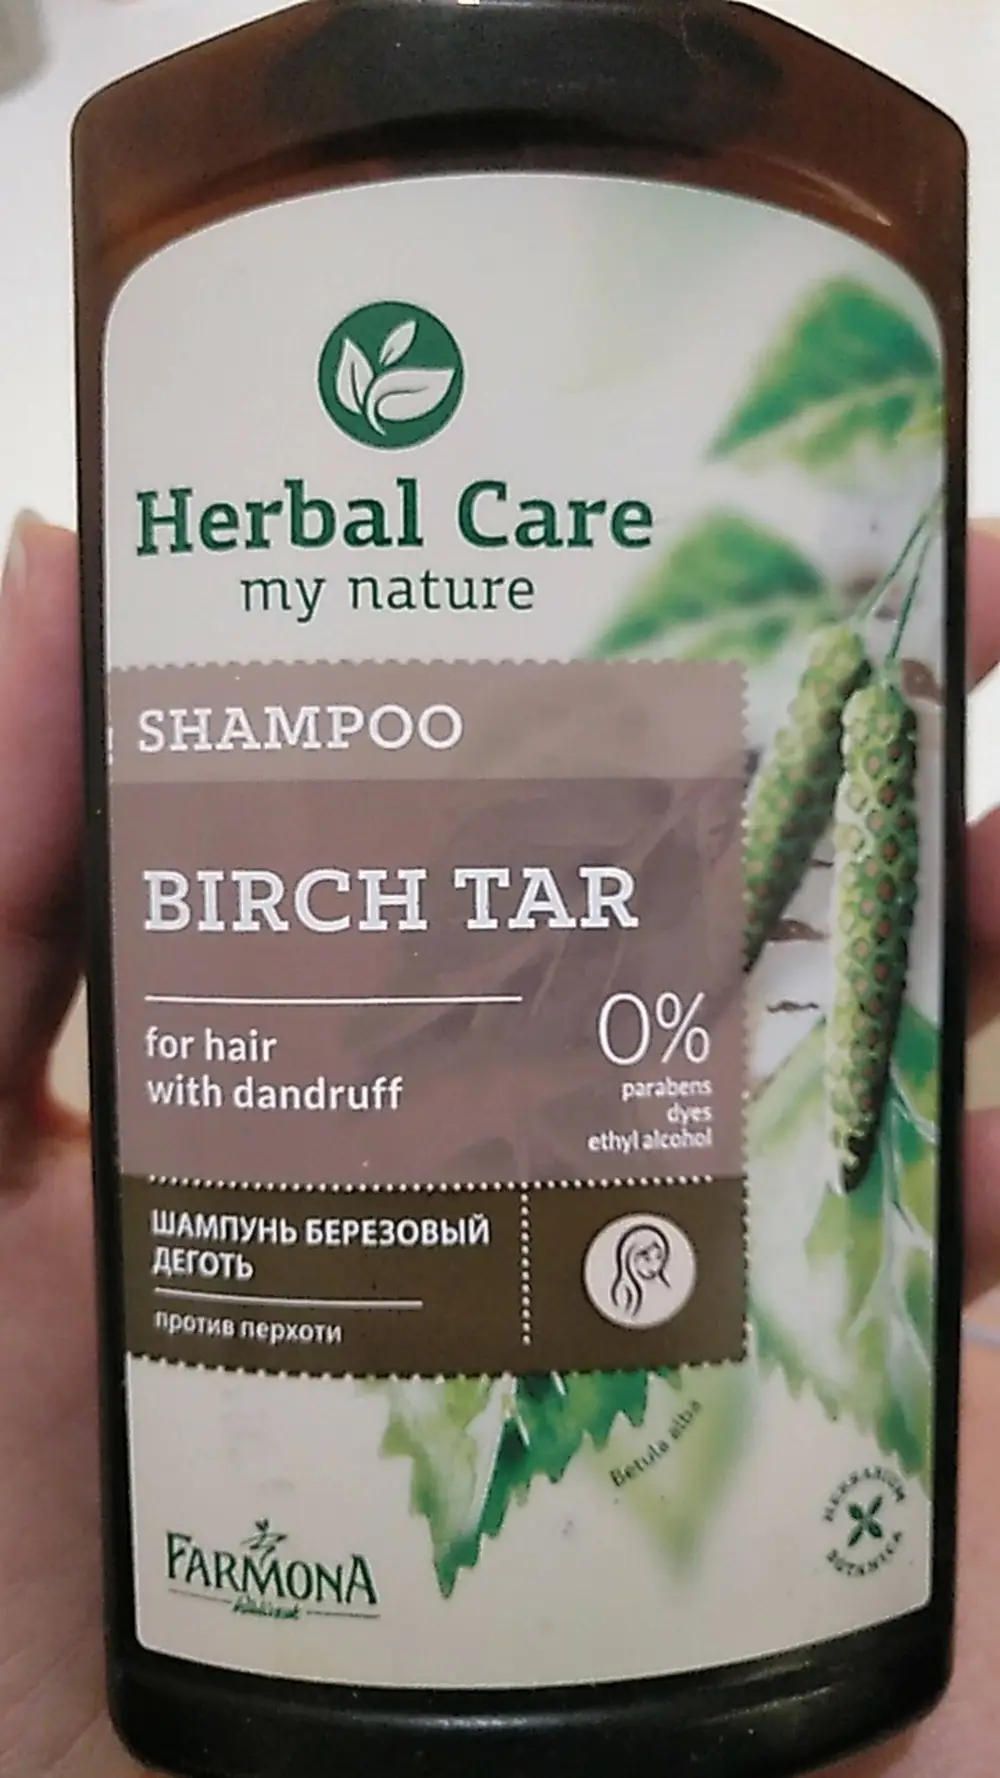 Herbal Care
my nature
SHAMPOO
BIRCH TAR
for hair
with dandruff
0%
parabens
dyes
ethyl alcohol
ШАМПУНЬ БЕРЕЗОВЫЙ
ДЕГОТЬ
против перхоти
Betula alba
FARMONA
HERBARIUM
BOTANICA